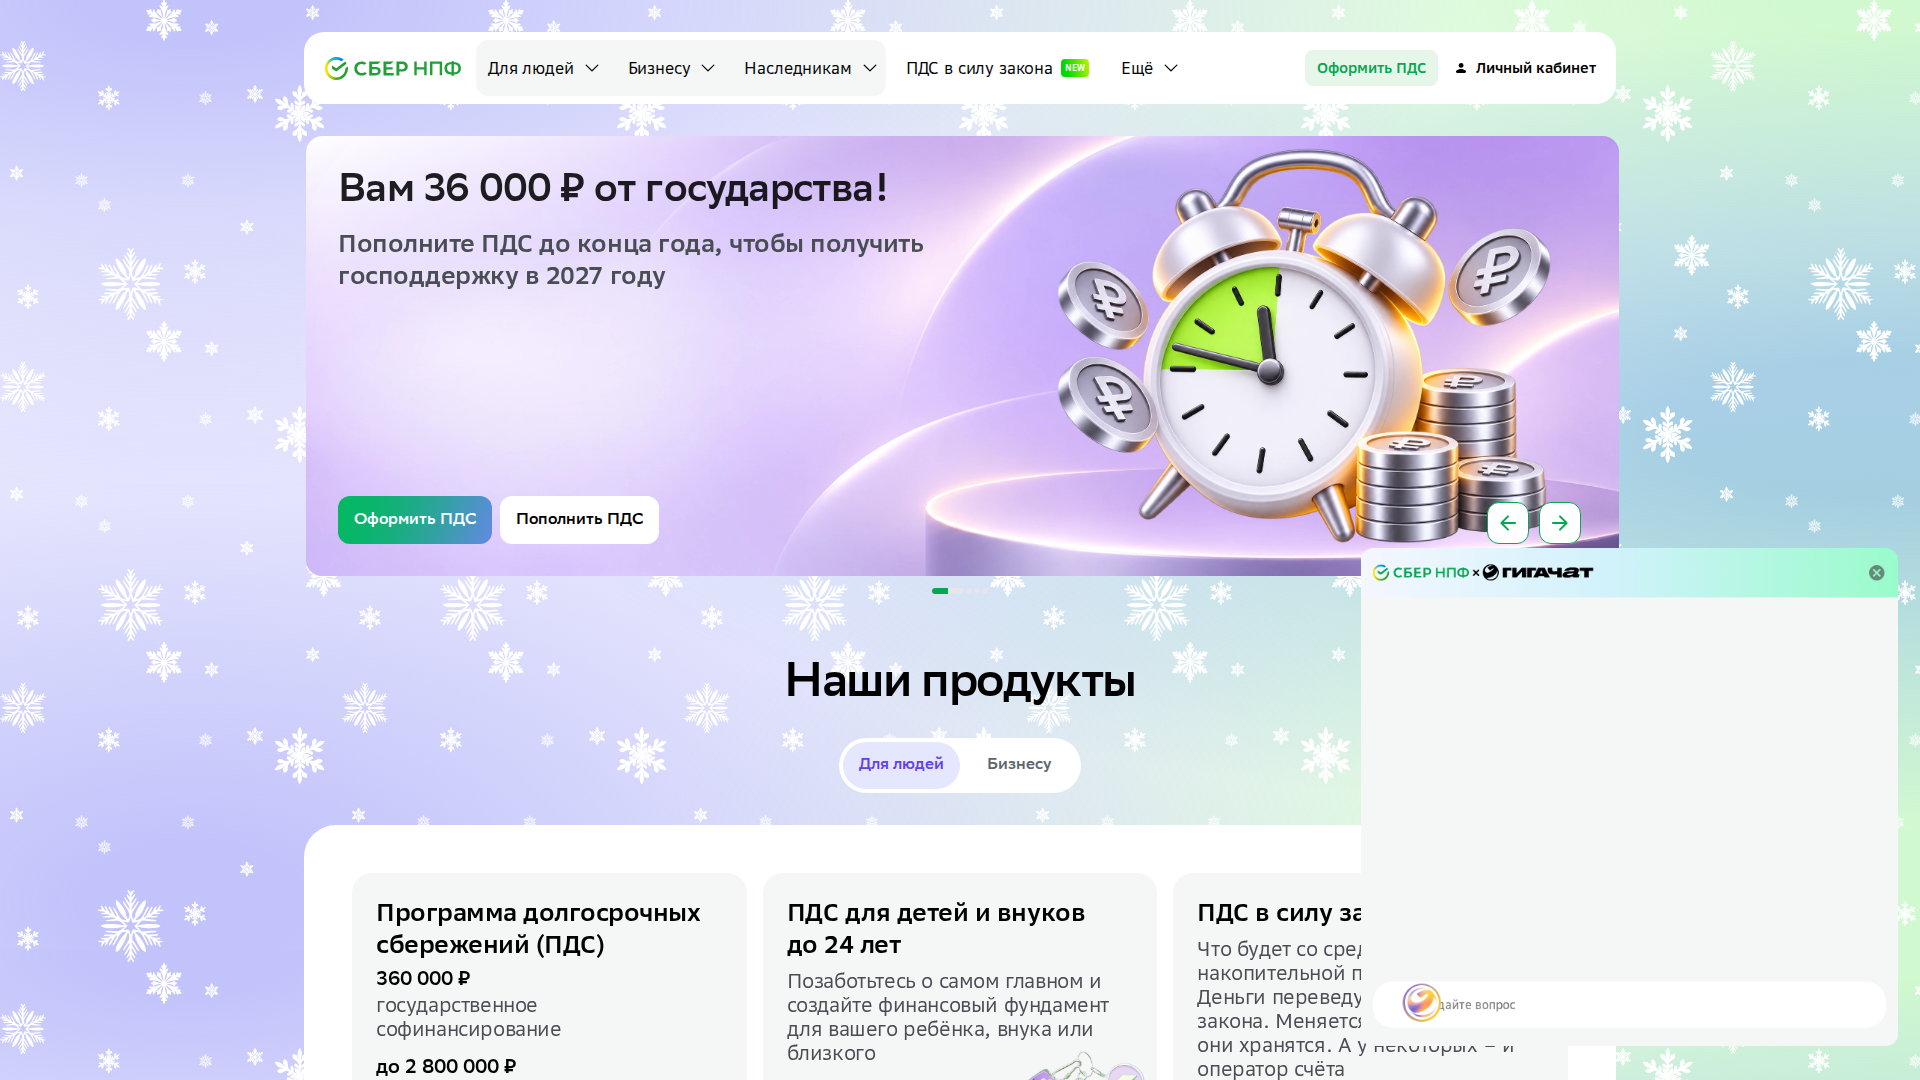 СБЕР НПФ
Для людей
Бизнесу
Наследникам
ПДС в силу закона
NEW
Ещё
Оформить ПДС
Личный кабинет
Вам 36 000 ₽ от государства!
Пополните ПДС до конца года, чтобы получить
господдержку в 2027 году
Оформить ПДС
Пополнить ПДС
СБЕР НПФ × ГИГАЧАТ
Наши продукты
Для людей
Бизнесу
Программа долгосрочных
сбережений (ПДС)
360 000 ₽
государственное
софинансирование
до 2 800 000 ₽
ПДС для детей и внуков
до 24 лет
Позаботьтесь о самом главном и
создайте финансовый фундамент
для вашего ребёнка, внука или
близкого
ПДС в силу за
Что будет со сред
накопительной п
Деньги переведу
закона. Меняется
они хранятся. А у некоторых – и
оператор счёта
дайте вопрос